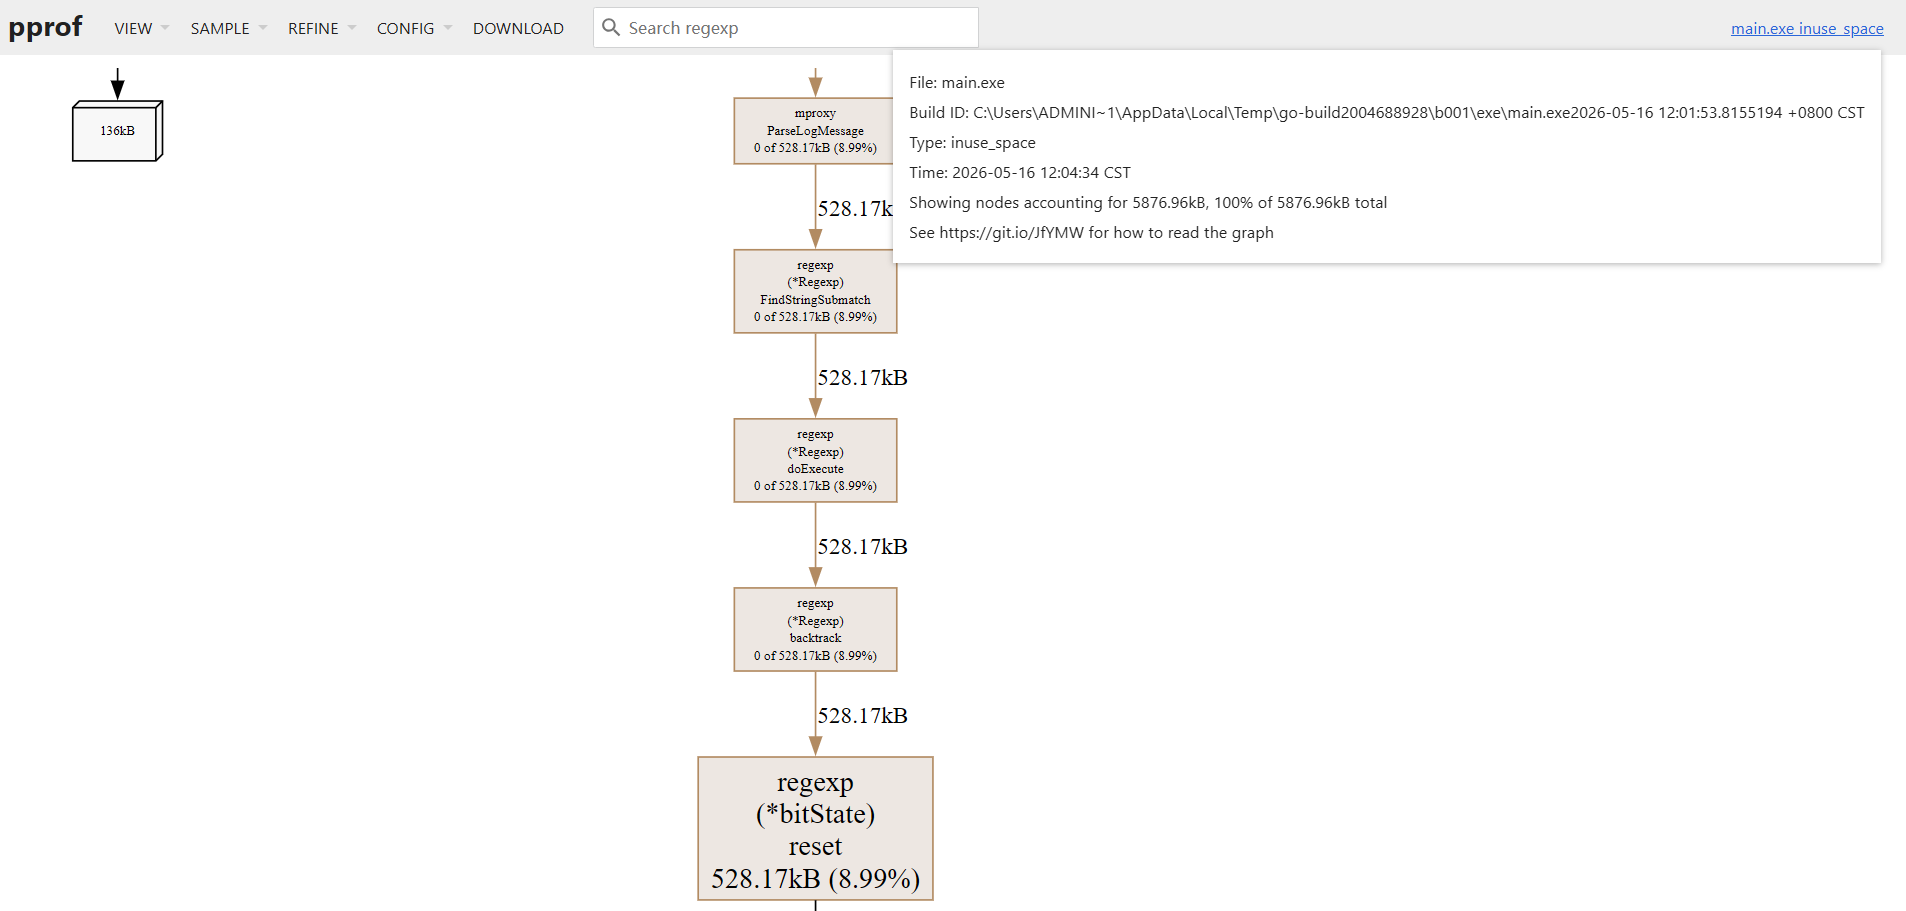 pprof
VIEW
SAMPLE
REFINE
CONFIG
DOWNLOAD
Search regexp
main.exe inuse_space
File: main.exe
Build ID: C:\Users\ADMINI~1\AppData\Local\Temp\go-build2004688928\b001\exe\main.exe2026-05-16 12:01:53.8155194 +0800 CST
Type: inuse_space
Time: 2026-05-16 12:04:34 CST
Showing nodes accounting for 5876.96kB, 100% of 5876.96kB total
See https://git.io/JfYMW for how to read the graph
136kB
mproxy
ParseLogMessage
0 of 528.17kB (8.99%)
528.17k
regexp
(*Regexp)
FindStringSubmatch
0 of 528.17kB (8.99%)
528.17kB
regexp
(*Regexp)
doExecute
0 of 528.17kB (8.99%)
528.17kB
regexp
(*Regexp)
backtrack
0 of 528.17kB (8.99%)
528.17kB
regexp
(*bitState)
reset
528.17kB (8.99%)